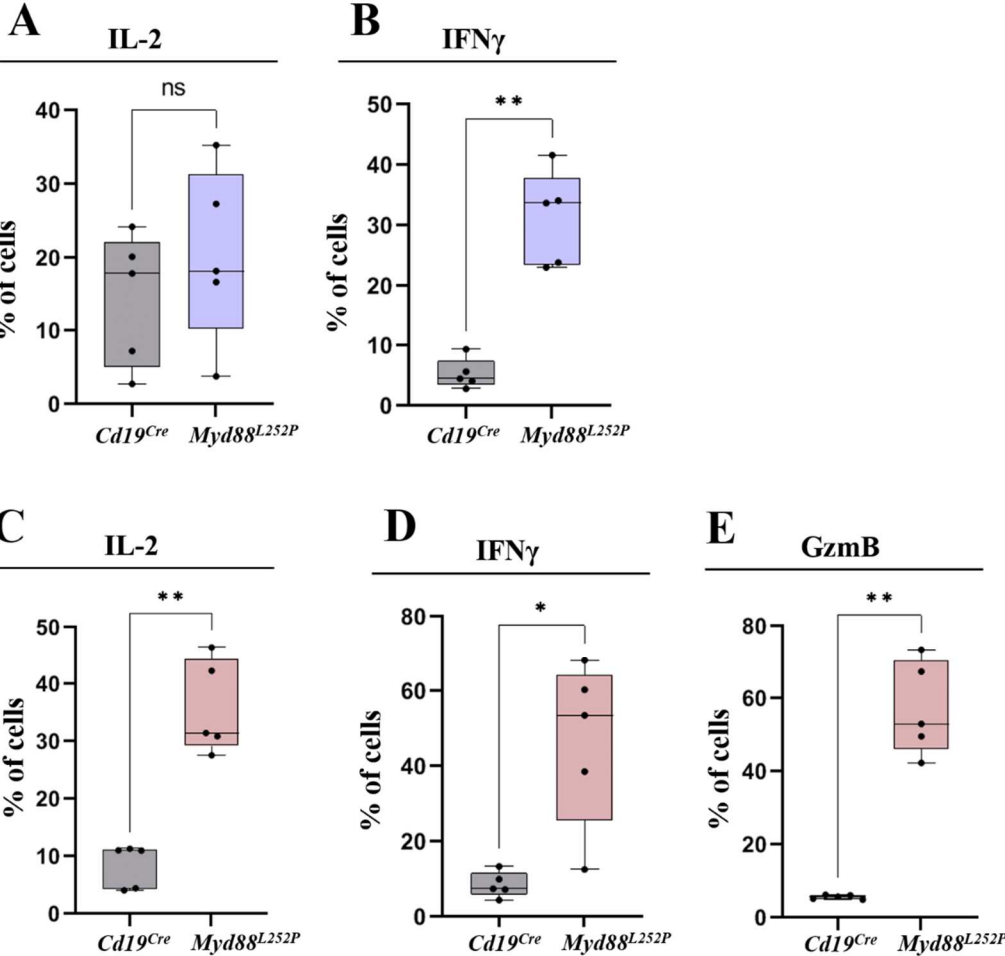 A
IL-2
ns
40
30
20
10
0
% of cells
Cd19Cre Myd88L252P
B
IFNγ
**
50
40
30
20
10
0
% of cells
Cd19Cre Myd88L252P
C
IL-2
**
50
40
30
20
10
0
% of cells
Cd19Cre Myd88L252P
D
IFNγ
*
80
60
40
20
0
% of cells
Cd19Cre Myd88L252P
E
GzmB
**
80
60
40
20
0
% of cells
Cd19Cre Myd88L252P